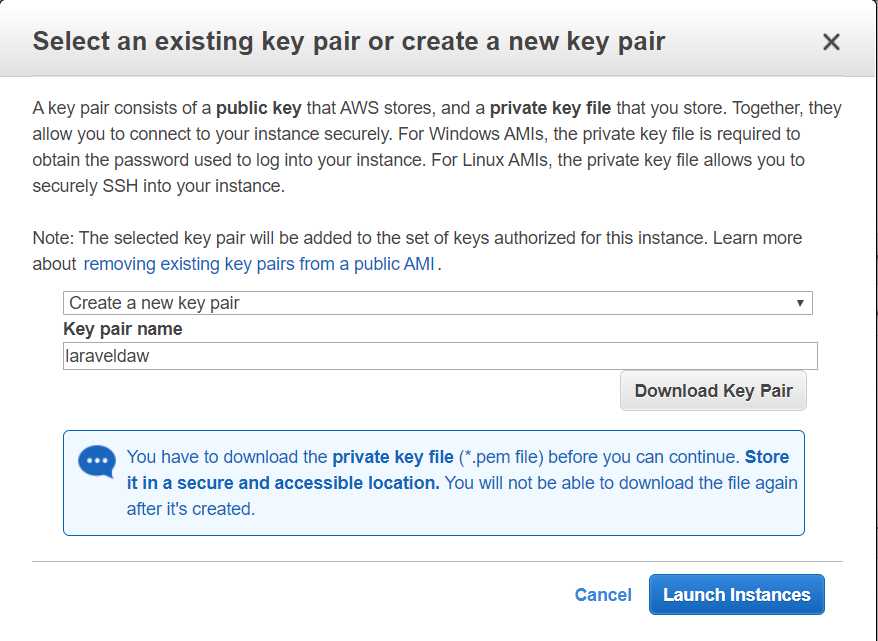 Select an existing key pair or create a new key pair
A key pair consists of a public key that AWS stores, and a private key file that you store. Together, they
allow you to connect to your instance securely. For Windows AMIs, the private key file is required to
obtain the password used to log into your instance. For Linux AMIs, the private key file allows you to
securely SSH into your instance.
Note: The selected key pair will be added to the set of keys authorized for this instance. Learn more
about removing existing key pairs from a public AMI.
Create a new key pair
Key pair name
laraveldaw
Download Key Pair
You have to download the private key file (*.pem file) before you can continue. Store
it in a secure and accessible location. You will not be able to download the file again
after it's created.
Cancel
Launch Instances